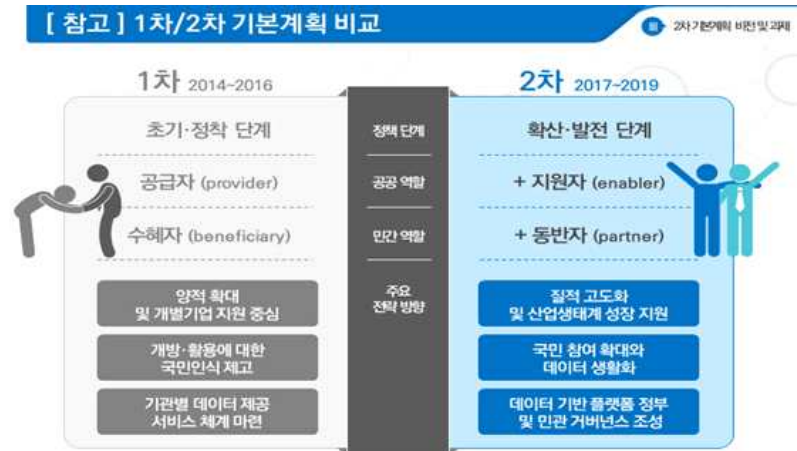 [ 참고 ] 1차/2차 기본계획 비교
Ⅲ 2차 기본계획 비전 및 과제
1차 2014~2016
2차 2017~2019
초기·정착 단계
정책 단계
확산·발전 단계
공급자 (provider)
공공 역할
+ 지원자 (enabler)
수혜자 (beneficiary)
민간 역할
+ 동반자 (partner)
주요
전략 방향
양적 확대
및 개별기업 지원 중심
질적 고도화
및 산업생태계 성장 지원
개방·활용에 대한
국민인식 제고
국민 참여 확대와
데이터 생활화
기관별 데이터 제공
서비스 체계 마련
데이터 기반 플랫폼 정부
및 민관 거버넌스 조성